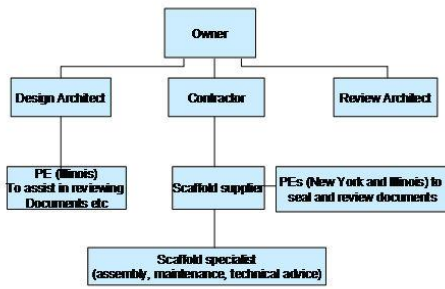 Owner
Design Architect
Contractor
Review Architect
PE (Illinois)
To assist in reviewing
Documents etc
Scaffold supplier
PEs (New York and Illinois) to
seal and review documents
Scaffold specialist
(assembly, maintenance, technical advice)